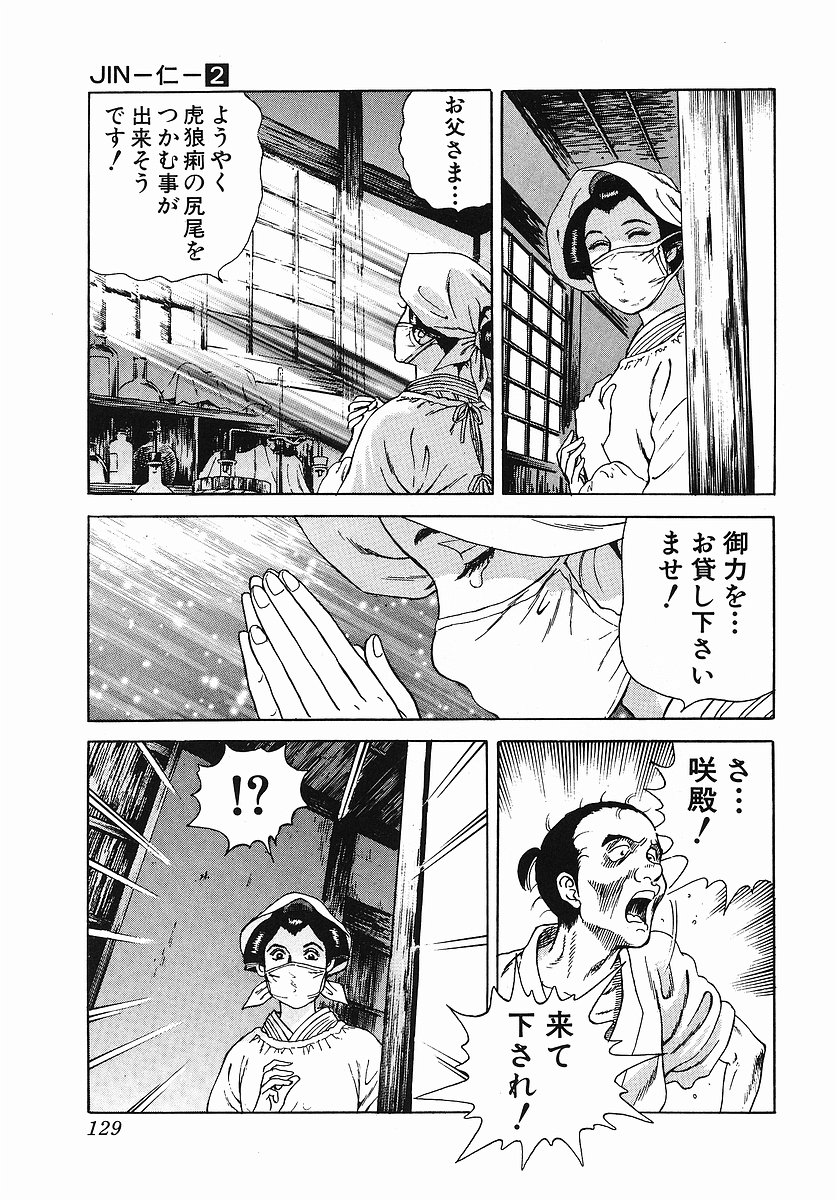 JIN－仁－2
お父さま…
ようやく
虎狼痢の尻尾を
つかむ事が
出来そう
です！
御力を…
お貸し下さい
ませ！
さ…
咲殿！
来て
下され！
!?
129